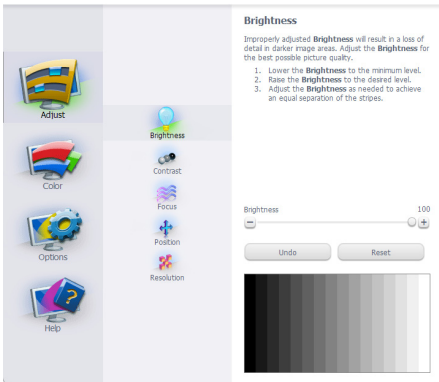 Adjust
Color
Options
Help
Brightness
Contrast
Focus
Position
Resolution
Brightness
Improperly adjusted Brightness will result in a loss of
detail in darker image areas. Adjust the Brightness for
the best possible picture quality.
1. Lower the Brightness to the minimum level.
2. Raise the Brightness to the desired level.
3. Adjust the Brightness as needed to achieve
an equal separation of the stripes.
Brightness 100
Undo Reset